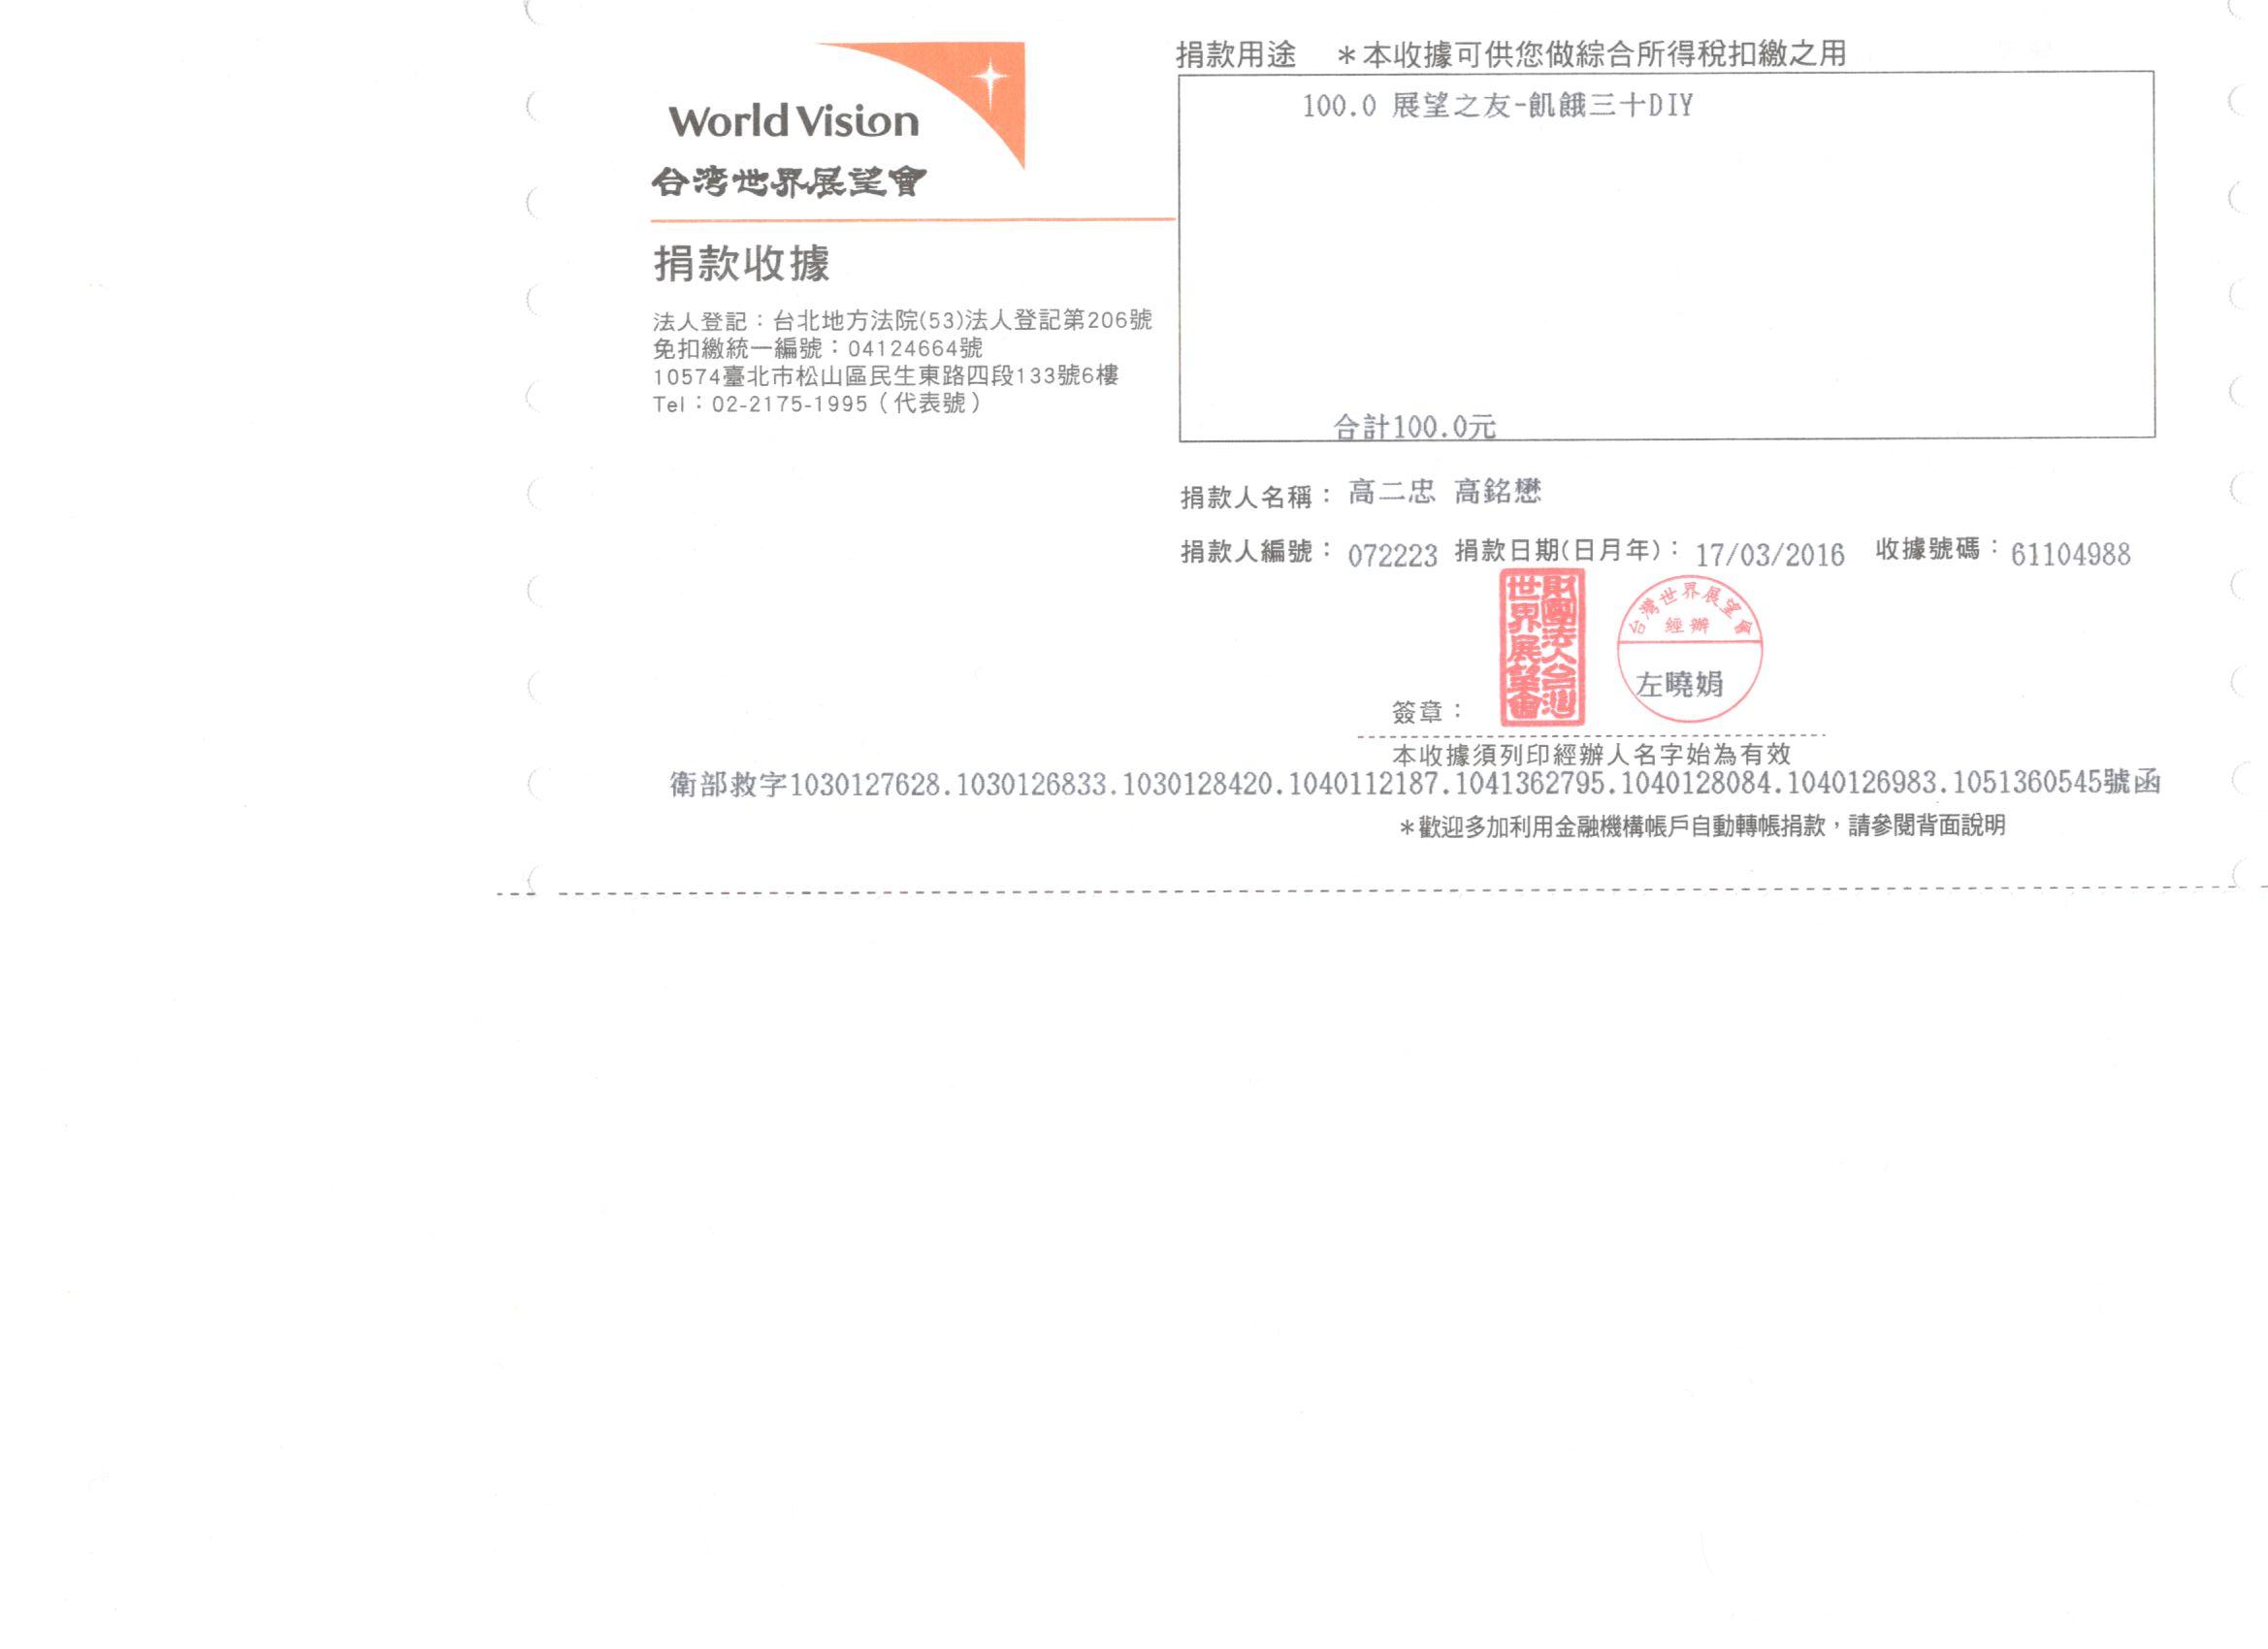 World Vision
台湾世界展望會
捐款收據
法人登記：台北地方法院(53)法人登記第206號
免扣繳統一編號：04124664號
10574臺北市松山區民生東路四段133號6樓
Tel：02-2175-1995（代表號）
捐款用途 ＊本收據可供您做綜合所得稅扣繳之用
100.0 展望之友-飢餓三十DIY
合計100.0元
捐款人名稱： 高二忠 高銘懋
捐款人編號： 072223 捐款日期(日月年)： 17/03/2016 收據號碼：61104988
財團法人台灣
世界展望會
台灣世界展望會
經辦
左曉娟
簽章：
本收據須列印經辦人名字始為有效
衛部救字1030127628.1030126833.1030128420.1040112187.1041362795.1040128084.1040126983.1051360545號函
＊歡迎多加利用金融機構帳戶自動轉帳捐款，請參閱背面說明